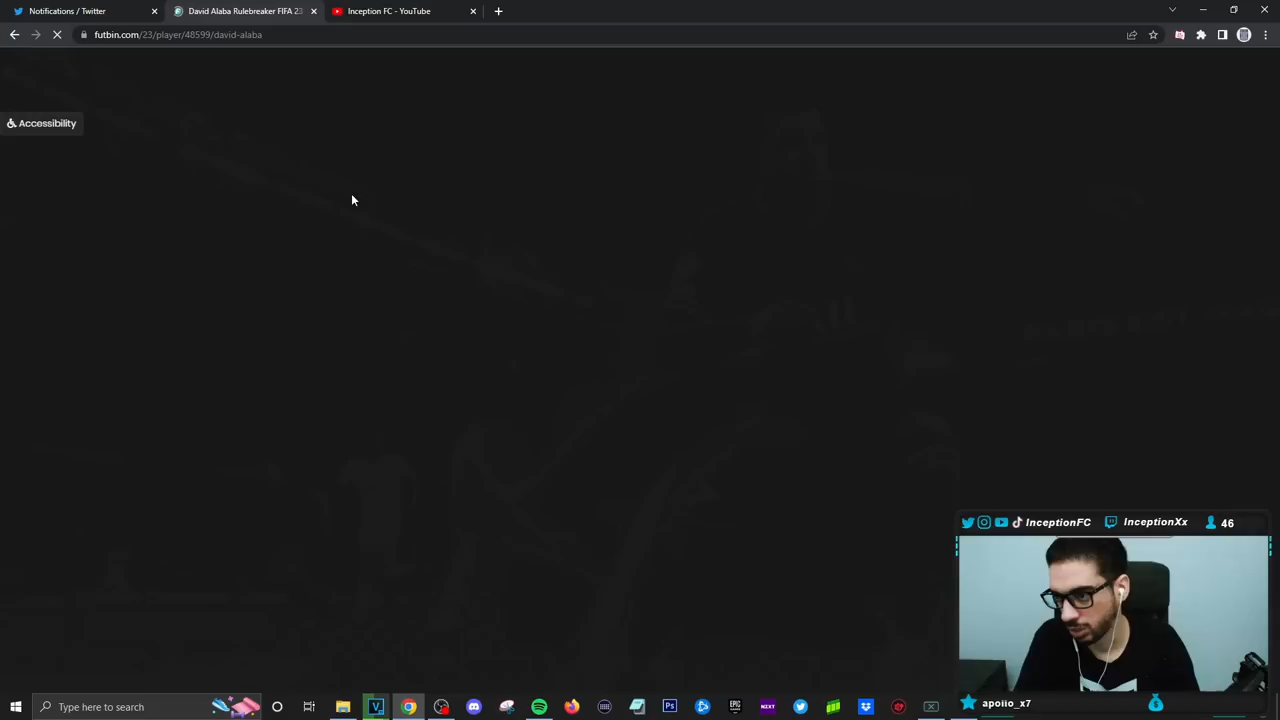 Notifications / Twitter
David Alaba Rulebreaker FIFA 23
Inception FC - YouTube
futbin.com/23/player/48599/david-alaba
Accessibility
InceptionFC
InceptionXx
46
apoiio_x7
Type here to search